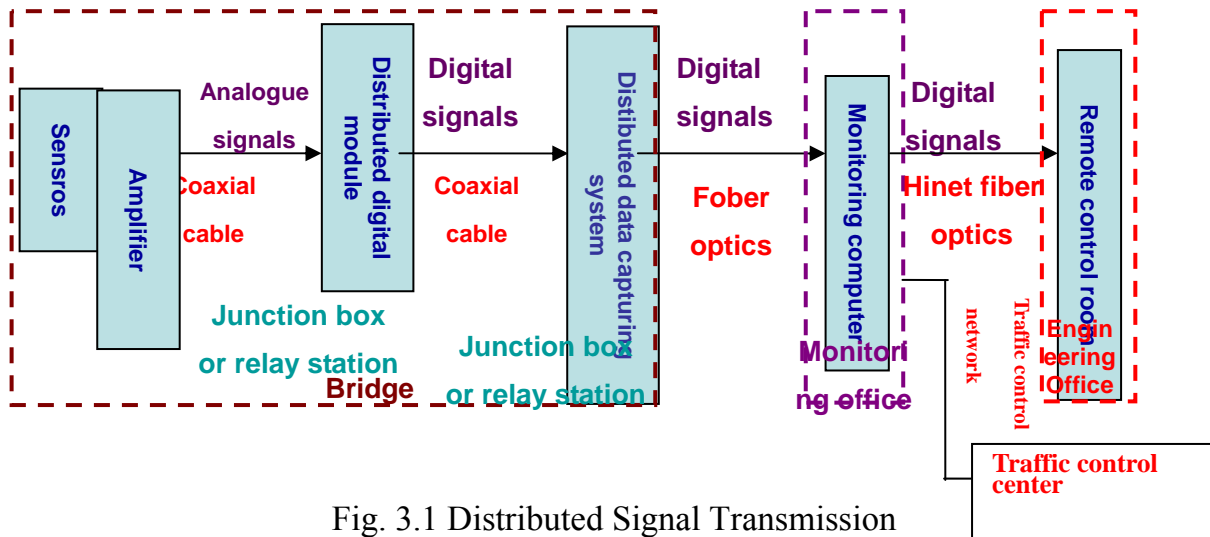 Sensros
Amplifier
Analogue
signals
Coaxial
cable
Distributed digital
module
Digital
signals
Coaxial
cable
Junction box
or relay station
Distibuted data capturing
system
Junction box
or relay station
Bridge
Digital
signals
Fober
optics
Monitoring computer
Monitori
ng office
Digital
signals
Hinet fiber
optics
Remote control room
Engin
eering
Office
Traffic control
network
Traffic control
center
Fig. 3.1 Distributed Signal Transmission